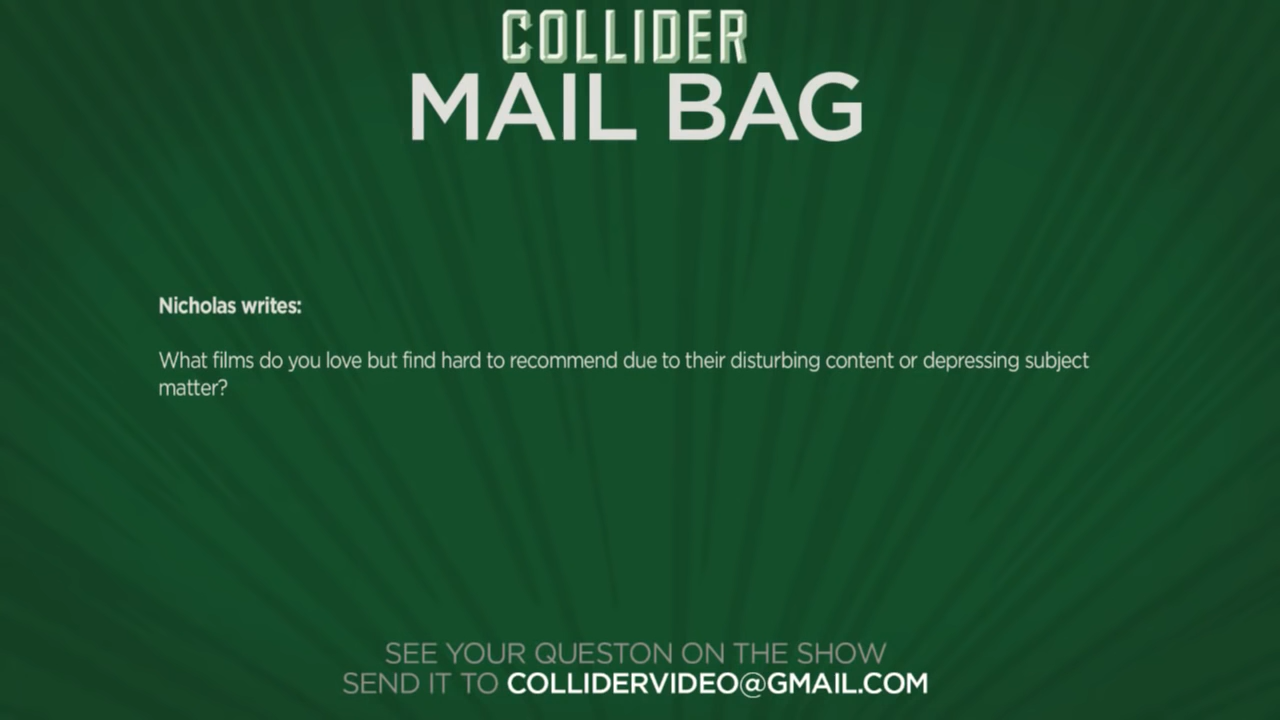 COLLIDER
MAIL BAG
Nicholas writes:
What films do you love but find hard to recommend due to their disturbing content or depressing subject
matter?
SEE YOUR QUESTON ON THE SHOW
SEND IT TO COLLIDERVIDEO@GMAIL.COM